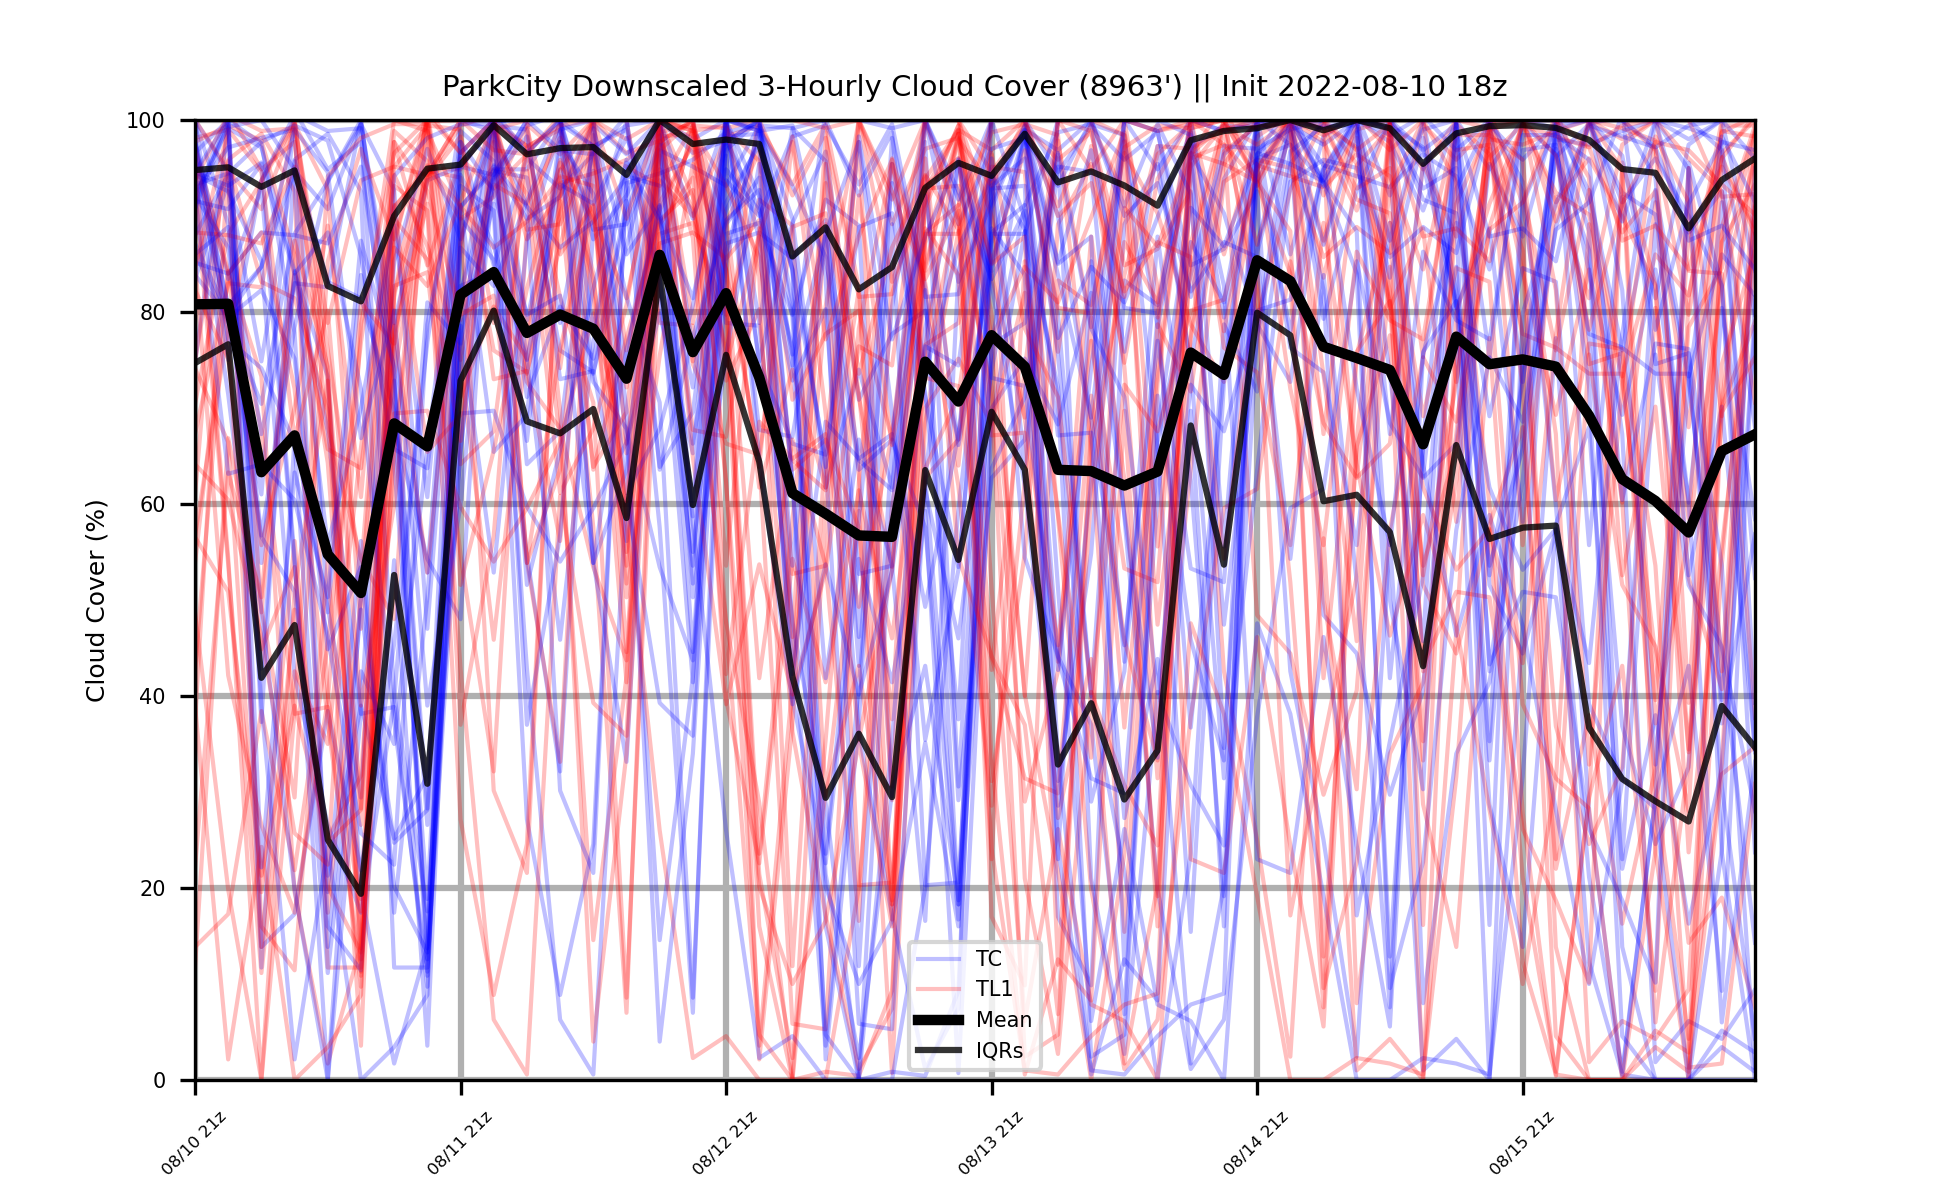 ParkCity Downscaled 3-Hourly Cloud Cover (8963') || Init 2022-08-10 18z
Cloud Cover (%)
100
80
60
40
20
0
TC
TL1
Mean
IQRs
08/10 21z
08/11 21z
08/12 21z
08/13 21z
08/14 21z
08/15 21z